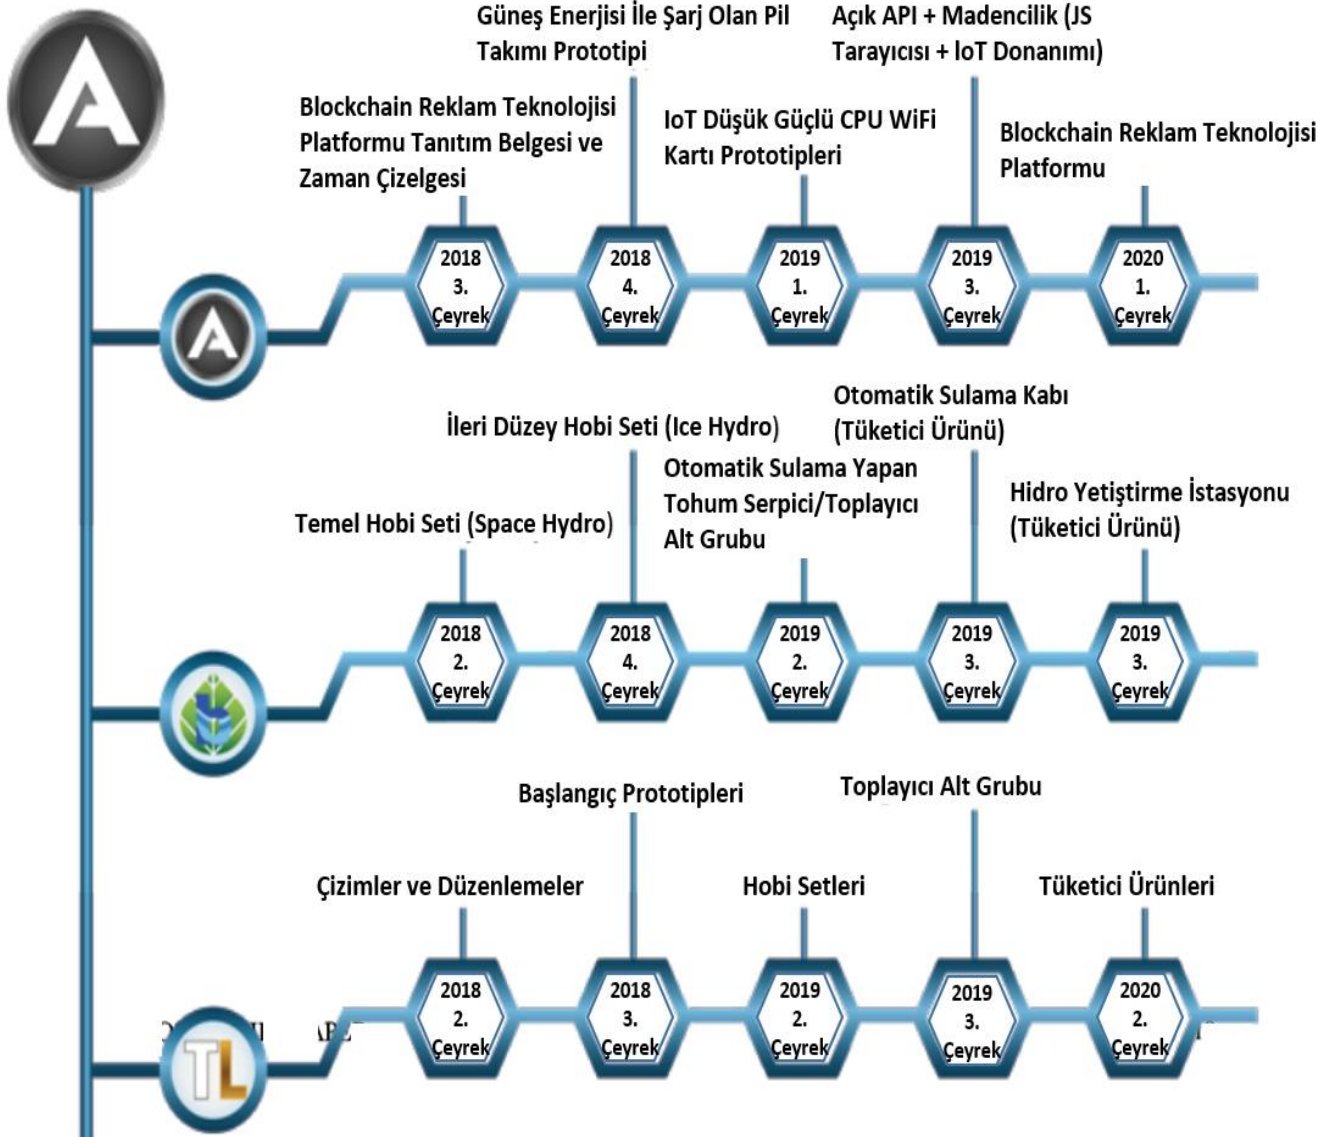 Güneş Enerjisi İle Şarj Olan Pil
Takımı Prototipi
Açık API + Madencilik (JS
Tarayıcısı + IoT Donanımı)
Blockchain Reklam Teknolojisi
Platformu Tanıtım Belgesi ve
Zaman Çizelgesi
IoT Düşük Güçlü CPU WiFi
Kartı Prototipleri
Blockchain Reklam Teknolojisi
Platformu
A
2018
3.
Çeyrek
2018
4.
Çeyrek
2019
1.
Çeyrek
2019
3.
Çeyrek
2020
1.
Çeyrek
A
Otomatik Sulama Kabı
(Tüketici Ürünü)
İleri Düzey Hobi Seti (Ice Hydro)
Otomatik Sulama Yapan
Tohum Serpici/Toplayıcı
Alt Grubu
Hidro Yetiştirme İstasyonu
(Tüketici Ürünü)
Temel Hobi Seti (Space Hydro)
2018
2.
Çeyrek
2018
4.
Çeyrek
2019
2.
Çeyrek
2019
3.
Çeyrek
2019
3.
Çeyrek
Başlangıç Prototipleri
Toplayıcı Alt Grubu
Çizimler ve Düzenlemeler
Hobi Setleri
Tüketici Ürünleri
2018
2.
Çeyrek
2018
3.
Çeyrek
2019
2.
Çeyrek
2019
3.
Çeyrek
2020
2.
Çeyrek
TL